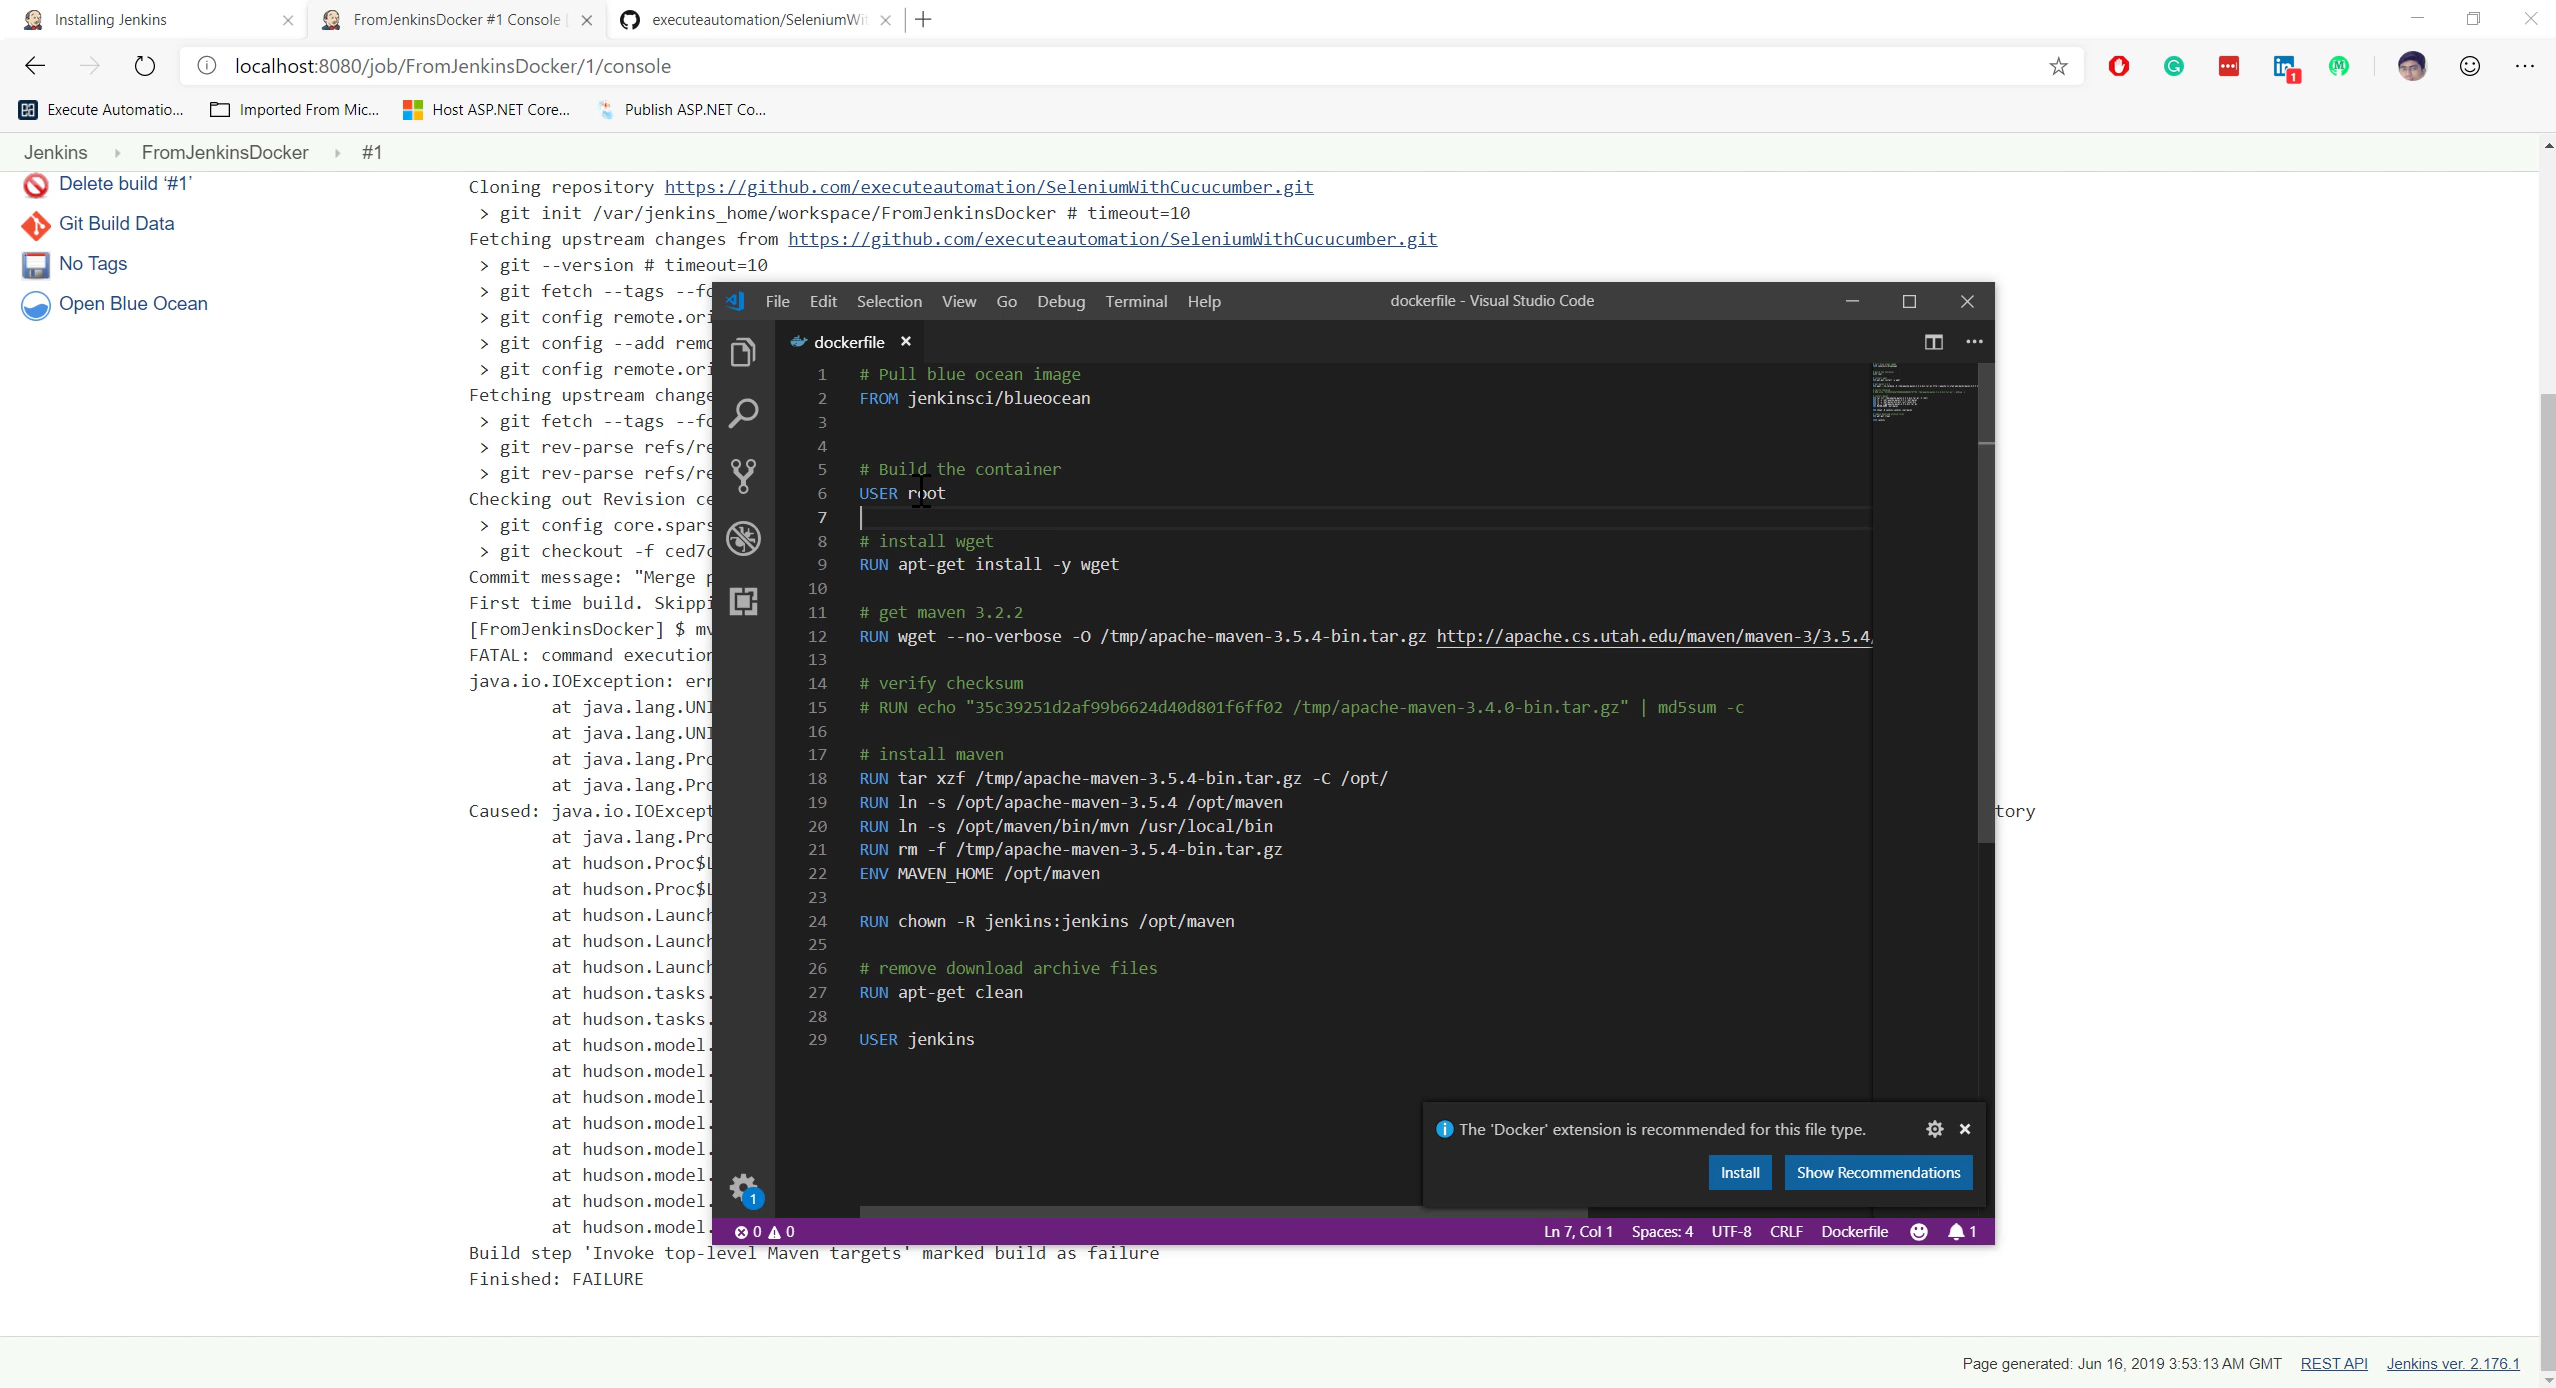 Installing Jenkins
FromJenkinsDocker #1 Console
executeautomation/SeleniumWit
localhost:8080/job/FromJenkinsDocker/1/console
1
Execute Automatio...
Imported From Mic...
Host ASP.NET Core...
Publish ASP.NET Co...
Jenkins
FromJenkinsDocker
#1
Delete build '#1'
Git Build Data
No Tags
Open Blue Ocean
Cloning repository https://github.com/executeautomation/SeleniumWithCucucumber.git
> git init /var/jenkins_home/workspace/FromJenkinsDocker # timeout=10
Fetching upstream changes from https://github.com/executeautomation/SeleniumWithCucucumber.git
> git --version # timeout=10
> git fetch --tags --fo
> git config remote.ori
> git config --add remo
> git config remote.ori
Fetching upstream change
> git fetch --tags --fo
> git rev-parse refs/re
> git rev-parse refs/re
Checking out Revision ce
> git config core.spars
> git checkout -f ced7c
Commit message: "Merge p
First time build. Skippi
[FromJenkinsDocker] $ mv
FATAL: command execution
java.io.IOException: err
at java.lang.UNI
at java.lang.UNI
at java.lang.Pro
at java.lang.Pro
Caused: java.io.IOExcept
tory
at java.lang.Pro
at hudson.Proc$L
at hudson.Proc$L
at hudson.Launch
at hudson.Launch
at hudson.Launch
at hudson.tasks.
at hudson.tasks.
at hudson.model.
at hudson.model.
at hudson.model.
at hudson.model.
at hudson.model.
at hudson.model.
at hudson.model.
at hudson.model.
Build step 'Invoke top-level Maven targets' marked build as failure
Finished: FAILURE
File Edit Selection View Go Debug Terminal Help
dockerfile - Visual Studio Code
dockerfile
1 # Pull blue ocean image
2 FROM jenkinsci/blueocean
3
4
5 # Build the container
6 USER root
7
8 # install wget
9 RUN apt-get install -y wget
10
11 # get maven 3.2.2
12 RUN wget --no-verbose -O /tmp/apache-maven-3.5.4-bin.tar.gz http://apache.cs.utah.edu/maven/maven-3/3.5.4/
13
14 # verify checksum
15 # RUN echo "35c39251d2af99b6624d40d801f6ff02 /tmp/apache-maven-3.4.0-bin.tar.gz" | md5sum -c
16
17 # install maven
18 RUN tar xzf /tmp/apache-maven-3.5.4-bin.tar.gz -C /opt/
19 RUN ln -s /opt/apache-maven-3.5.4 /opt/maven
20 RUN ln -s /opt/maven/bin/mvn /usr/local/bin
21 RUN rm -f /tmp/apache-maven-3.5.4-bin.tar.gz
22 ENV MAVEN_HOME /opt/maven
23
24 RUN chown -R jenkins:jenkins /opt/maven
25
26 # remove download archive files
27 RUN apt-get clean
28
29 USER jenkins
The 'Docker' extension is recommended for this file type.
Install
Show Recommendations
1
0 0
Ln 7, Col 1 Spaces: 4 UTF-8 CRLF Dockerfile 1
Page generated: Jun 16, 2019 3:53:13 AM GMT REST API Jenkins ver. 2.176.1